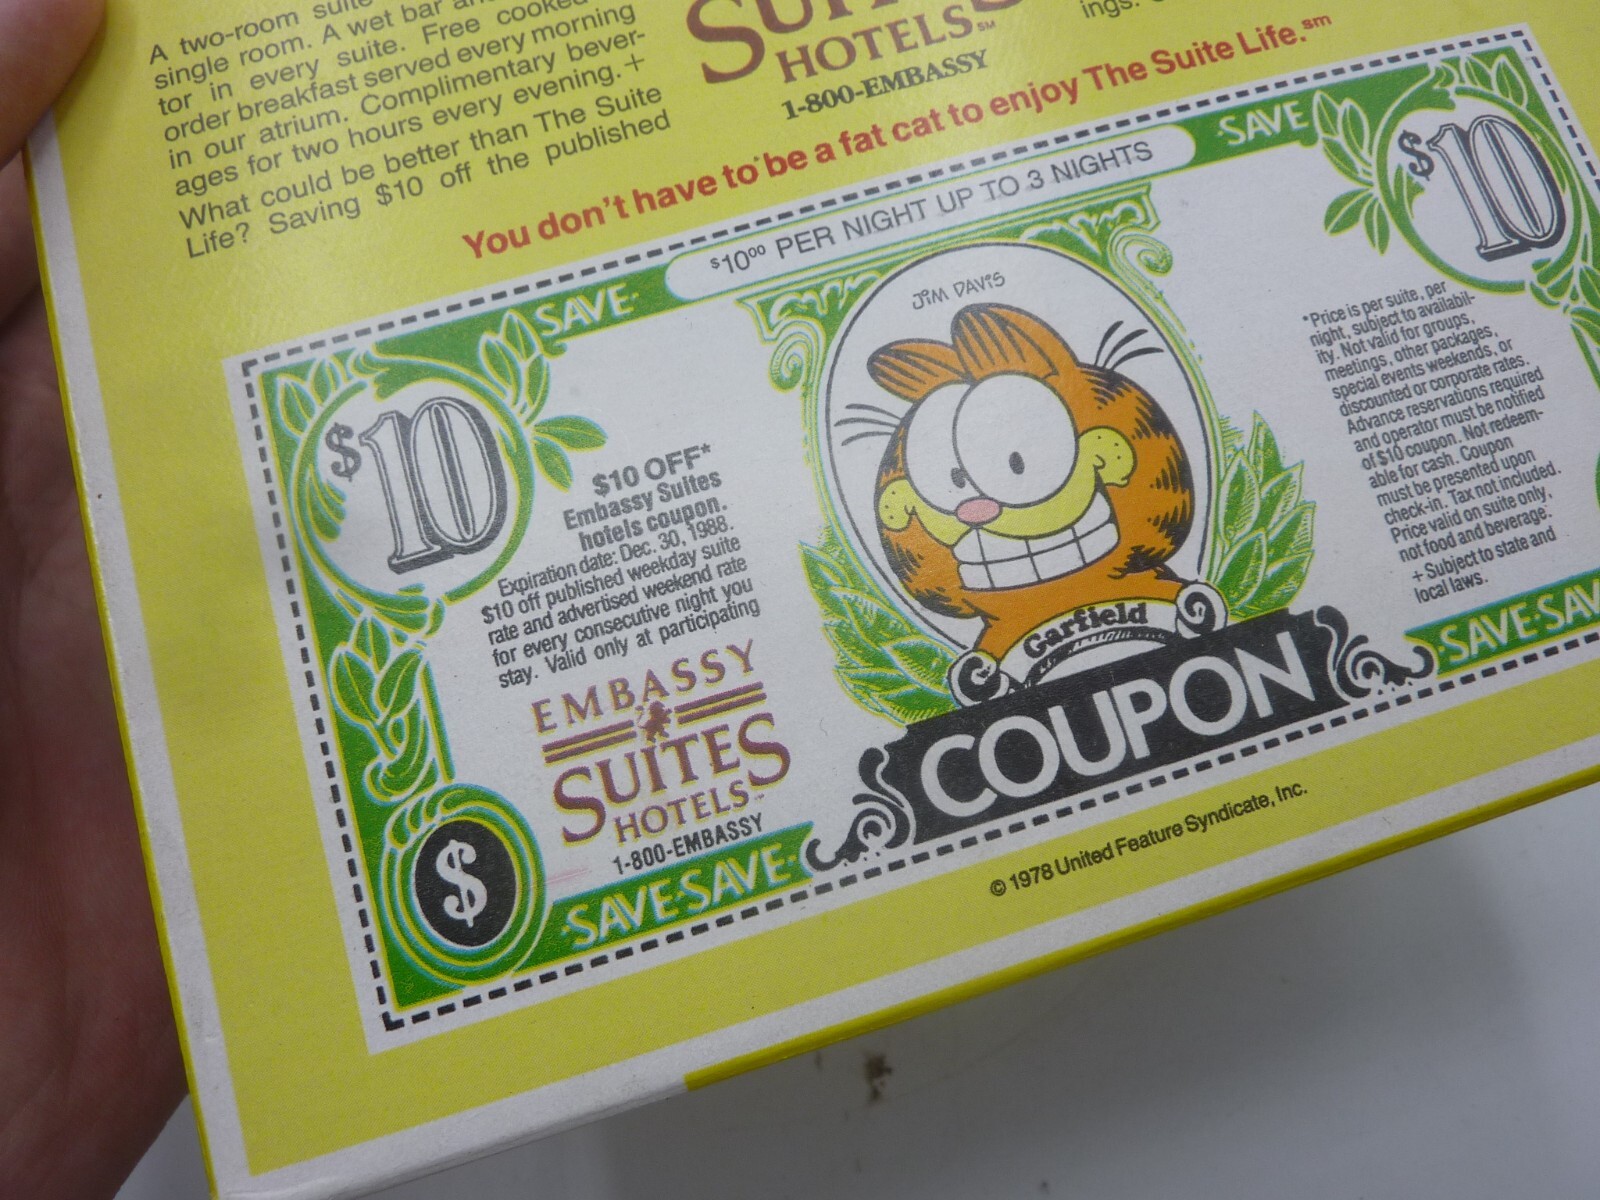 A two-room suite
single room. A wet bar
tor in every suite. Free cooked
order breakfast served every morning
in our atrium. Complimentary bever-
ages for two hours every evening.+
What could be better than The Suite
Life? Saving $10 off the published
SUITES
HOTELS℠
1-800-EMBASSY
ings.
You don't have to be a fat cat to enjoy The Suite Life.℠
SAVE·
$10⁰⁰ PER NIGHT UP TO 3 NIGHTS
·SAVE
$10
$10
$10 OFF*
Embassy Suites
hotels coupon.
Expiration date: Dec. 30, 1988.
$10 off published weekday suite
rate and advertised weekend rate
for every consecutive night you
stay. Valid only at participating
EMBASSY
SUITES
HOTELS℠
1-800-EMBASSY
$
·SAVE·SAVE·
JIM DAVIS
Garfield
COUPON
*Price is per suite, per
night, subject to availabil-
ity. Not valid for groups,
meetings, other packages,
special events weekends, or
discounted or corporate rates.
Advance reservations required
and operator must be notified
of $10 coupon. Not redeem-
able for cash. Coupon
must be presented upon
check-in. Tax not included.
Price valid on suite only,
not food and beverage.
+ Subject to state and
local laws.
·SAVE·SAV
© 1978 United Feature Syndicate, Inc.